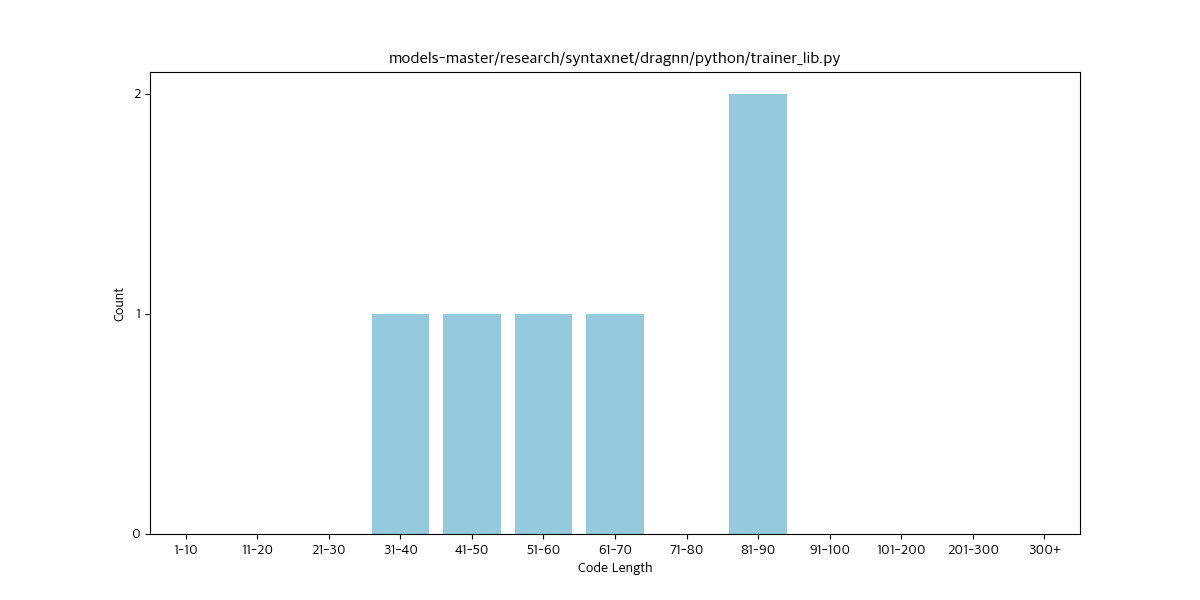 models-master/research/syntaxnet/dragnn/python/trainer_lib.py
2
1
0
Count
1-10 11-20 21-30 31-40 41-50 51-60 61-70 71-80 81-90 91-100 101-200 201-300 300+
Code Length